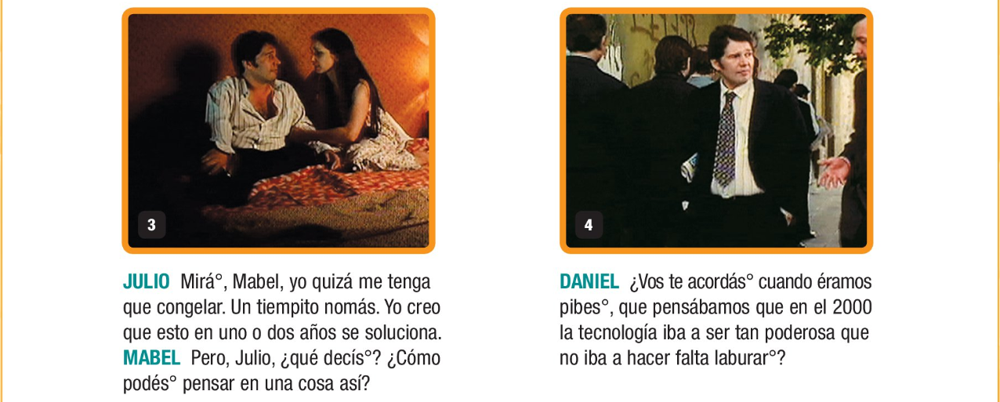 3
JULIO Mirá°, Mabel, yo quizá me tenga
que congelar. Un tiempito nomás. Yo creo
que esto en uno o dos años se soluciona.
MABEL Pero, Julio, ¿qué decís°? ¿Cómo
podés° pensar en una cosa así?
4
DANIEL ¿Vos te acordás° cuando éramos
pibes°, que pensábamos que en el 2000
la tecnología iba a ser tan poderosa que
no iba a hacer falta laburar°?